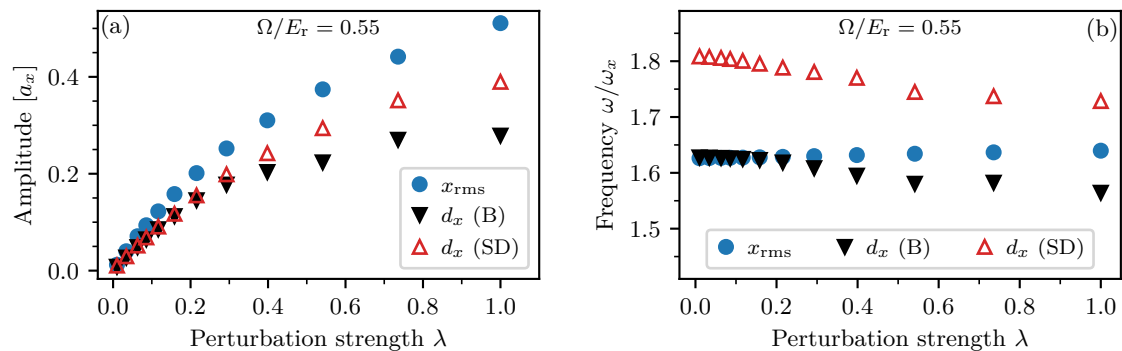 (a)
Ω/E_r = 0.55
Amplitude [a_x]
0.4
0.2
0.0
x_rms
d_x (B)
d_x (SD)
0.0 0.2 0.4 0.6 0.8 1.0
Perturbation strength λ
(b)
Ω/E_r = 0.55
Frequency ω/ω_x
1.8
1.7
1.6
1.5
x_rms d_x (B) d_x (SD)
0.0 0.2 0.4 0.6 0.8 1.0
Perturbation strength λ